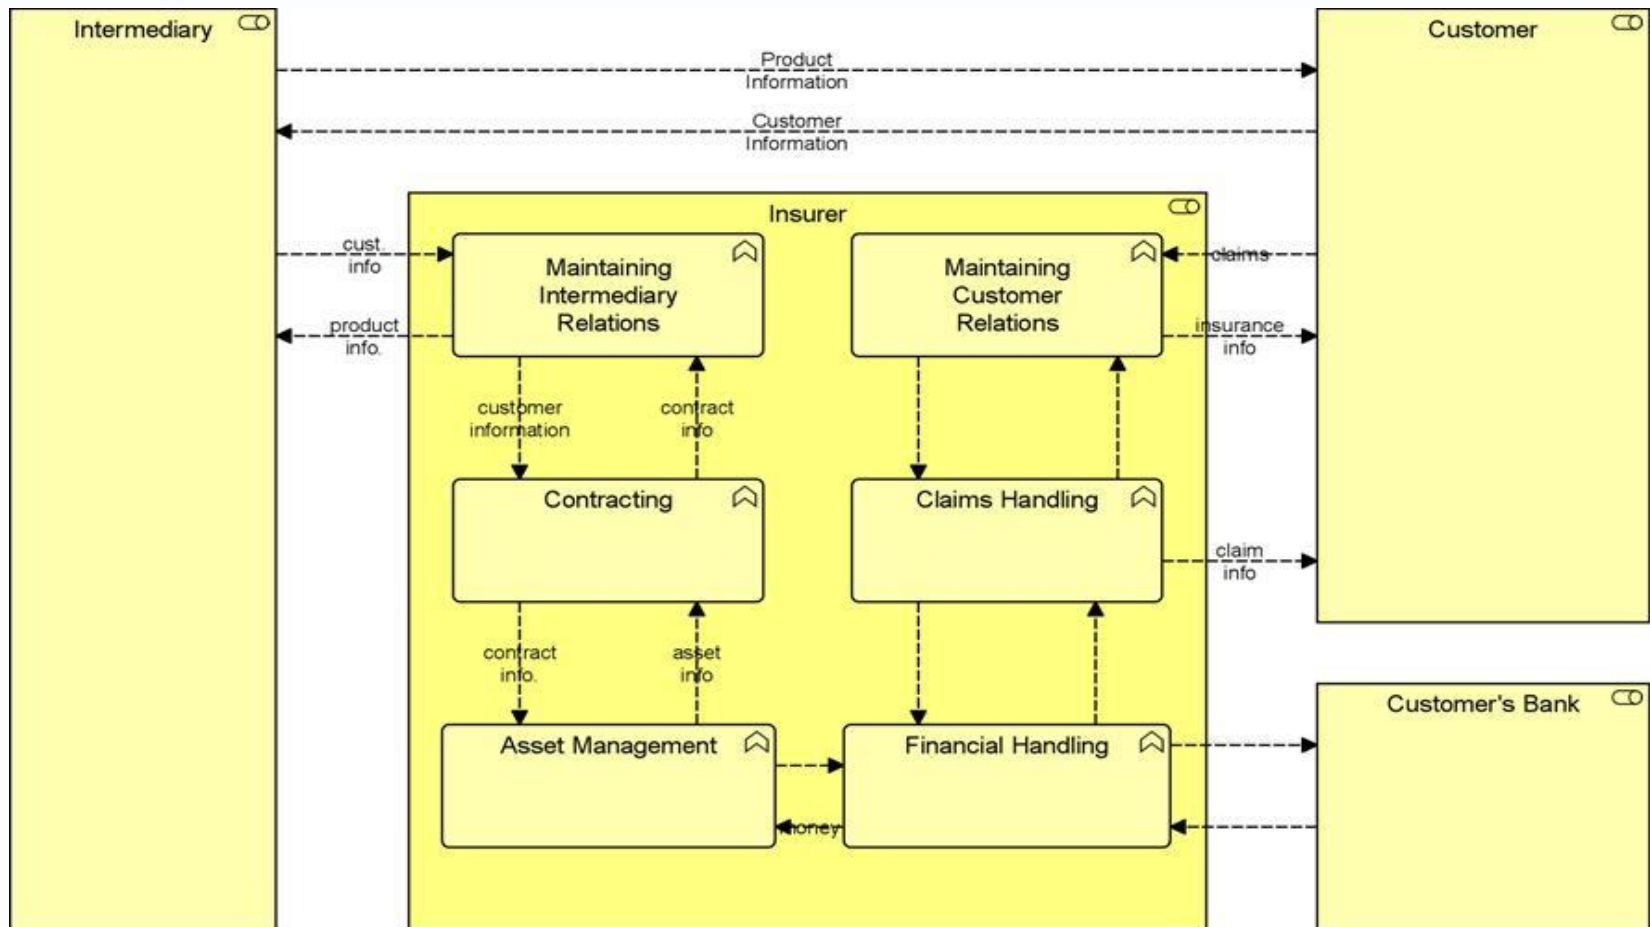 Intermediary
Customer
Product
Information
Customer
Information
Insurer
cust.
info
Maintaining
Intermediary
Relations
Maintaining
Customer
Relations
claims
product
info.
insurance
info
customer
information
contract
info
Contracting
Claims Handling
claim
info
contract
info.
asset
info
Customer's Bank
Asset Management
Financial Handling
money